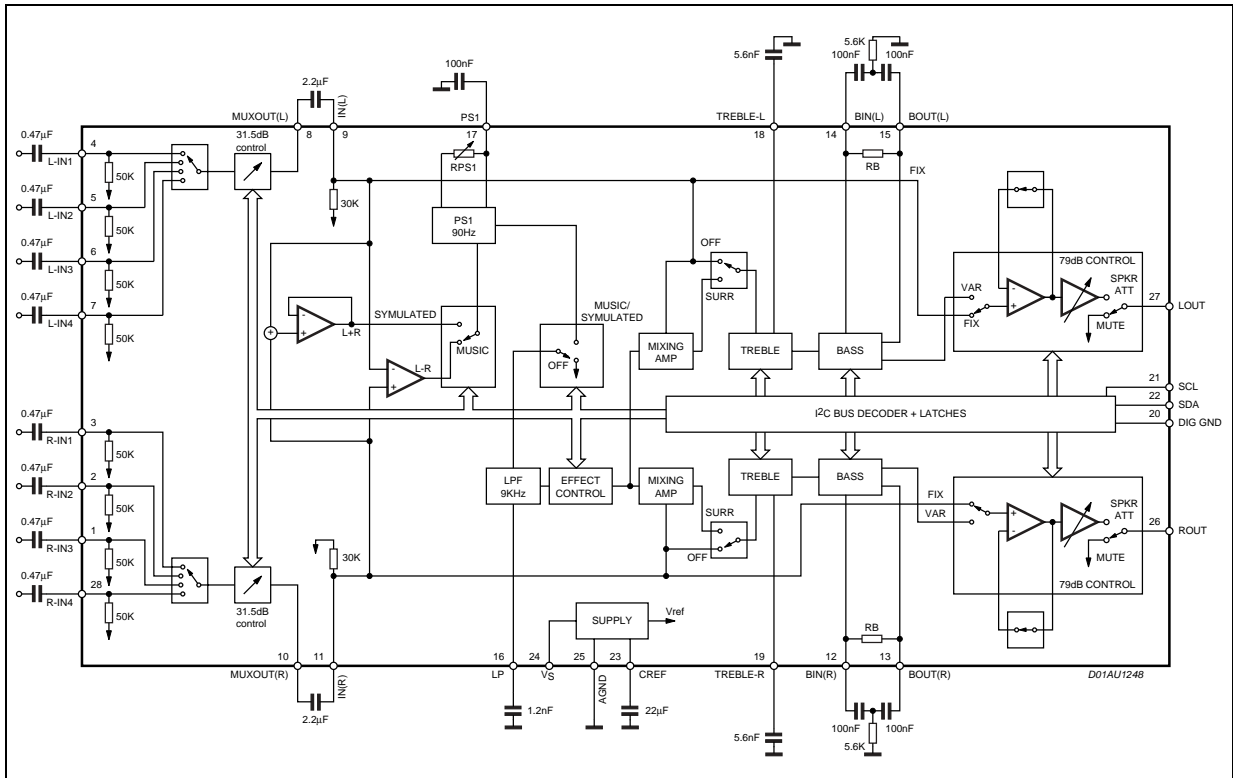 5.6K
100nF
100nF
5.6nF
100nF
2.2µF
MUXOUT(L)
IN(L)
PS1
TREBLE-L
BIN(L)
BOUT(L)
8
9
17
18
14
15
0.47µF
4
L-IN1
50K
31.5dB
control
RPS1
RB
FIX
0.47µF
5
L-IN2
50K
30K
PS1
90Hz
0.47µF
6
L-IN3
50K
OFF
SURR
79dB CONTROL
0.47µF
7
L-IN4
50K
SYMULATED
L+R
MUSIC
L-R
MUSIC/
SYMULATED
OFF
MIXING
AMP
TREBLE
BASS
VAR
FIX
-
+
SPKR
ATT
MUTE
27
LOUT
+
-
+
-
+
I2C BUS DECODER + LATCHES
21
SCL
22
SDA
20
DIG GND
0.47µF
3
R-IN1
50K
0.47µF
2
R-IN2
50K
LPF
9KHz
EFFECT
CONTROL
MIXING
AMP
TREBLE
BASS
FIX
VAR
+
-
SPKR
ATT
MUTE
26
ROUT
0.47µF
1
R-IN3
50K
SURR
OFF
79dB CONTROL
0.47µF
28
R-IN4
50K
31.5dB
control
30K
SUPPLY
Vref
RB
10
11
16
24
25
23
19
12
13
MUXOUT(R)
IN(R)
LP
VS
AGND
CREF
TREBLE-R
BIN(R)
BOUT(R)
D01AU1248
2.2µF
1.2nF
22µF
5.6nF
100nF
100nF
5.6K